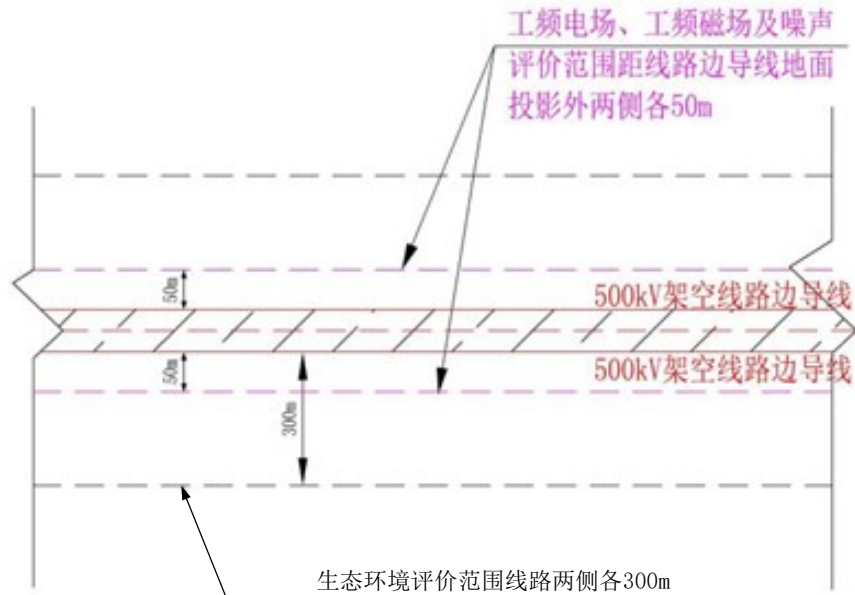 工频电场、工频磁场及噪声
评价范围距线路边导线地面
投影外两侧各50m
50m
500kV架空线路边导线
50m
500kV架空线路边导线
300m
生态环境评价范围线路两侧各300m